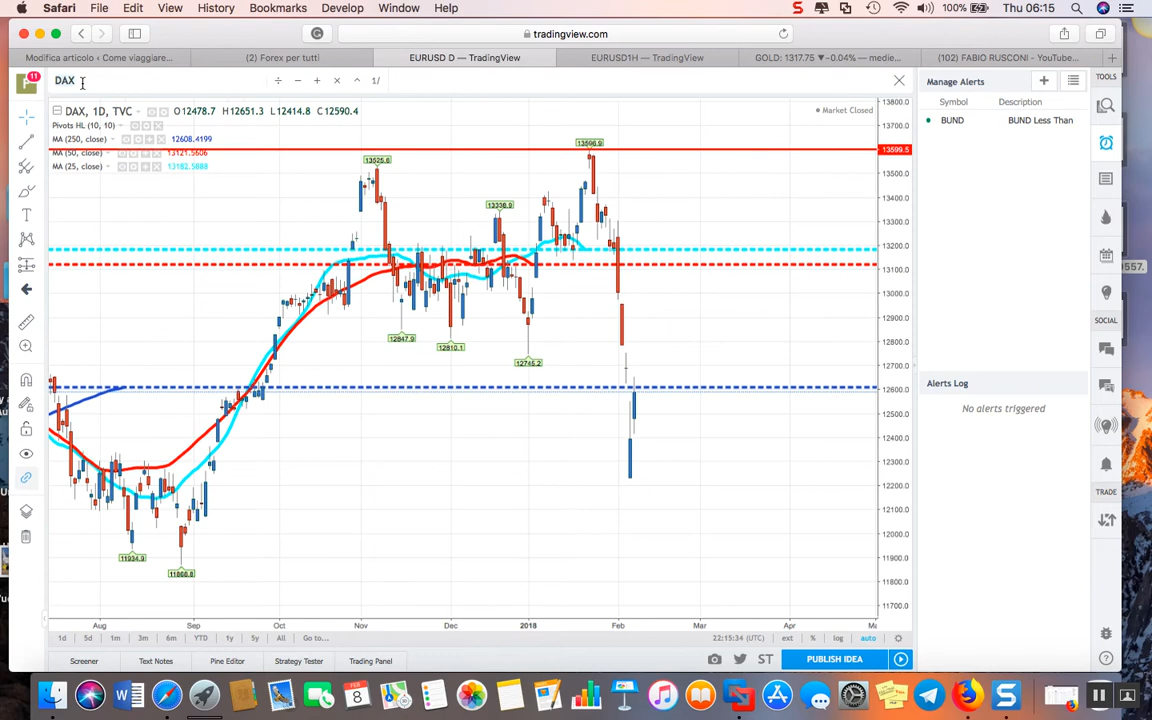 Safari File Edit View History Bookmarks Develop Window Help
100% Thu 06:15
tradingview.com
Modifica articolo ‹ Come viaggiare...
(2) Forex per tutti
EURUSD D — TradingView
EURUSD1H — TradingView
GOLD: 1317.75 ▼−0.04% — medie...
(102) FABIO RUSCONI - YouTube...
11
DAX
1/
DAX, 1D, TVC O12478.7 H12651.3 L12414.8 C12590.4
Market Closed
Pivots HL (10, 10)
MA (250, close) 12608.4199
MA (50, close) 13121.5606
MA (25, close) 13182.5888
13525.6
13596.9
13338.9
12847.9
12810.1
12745.2
11934.9
11868.8
13800.0
13700.0
13599.5
13500.0
13400.0
13300.0
13200.0
13100.0
13000.0
12900.0
12800.0
12700.0
12600.0
12500.0
12400.0
12300.0
12200.0
12100.0
12000.0
11900.0
11800.0
11700.0
Aug Sep Oct Nov Dec 2018 Feb Mar Apr
1d 5d 1m 3m 6m YTD 1y 5y All Go to...
22:15:34 (UTC) ext % log auto
Screener Text Notes Pine Editor Strategy Tester Trading Panel
ST
PUBLISH IDEA
Manage Alerts
Symbol Description
BUND BUND Less Than
Alerts Log
No alerts triggered
TOOLS
SOCIAL
TRADE
557.
FEB
8